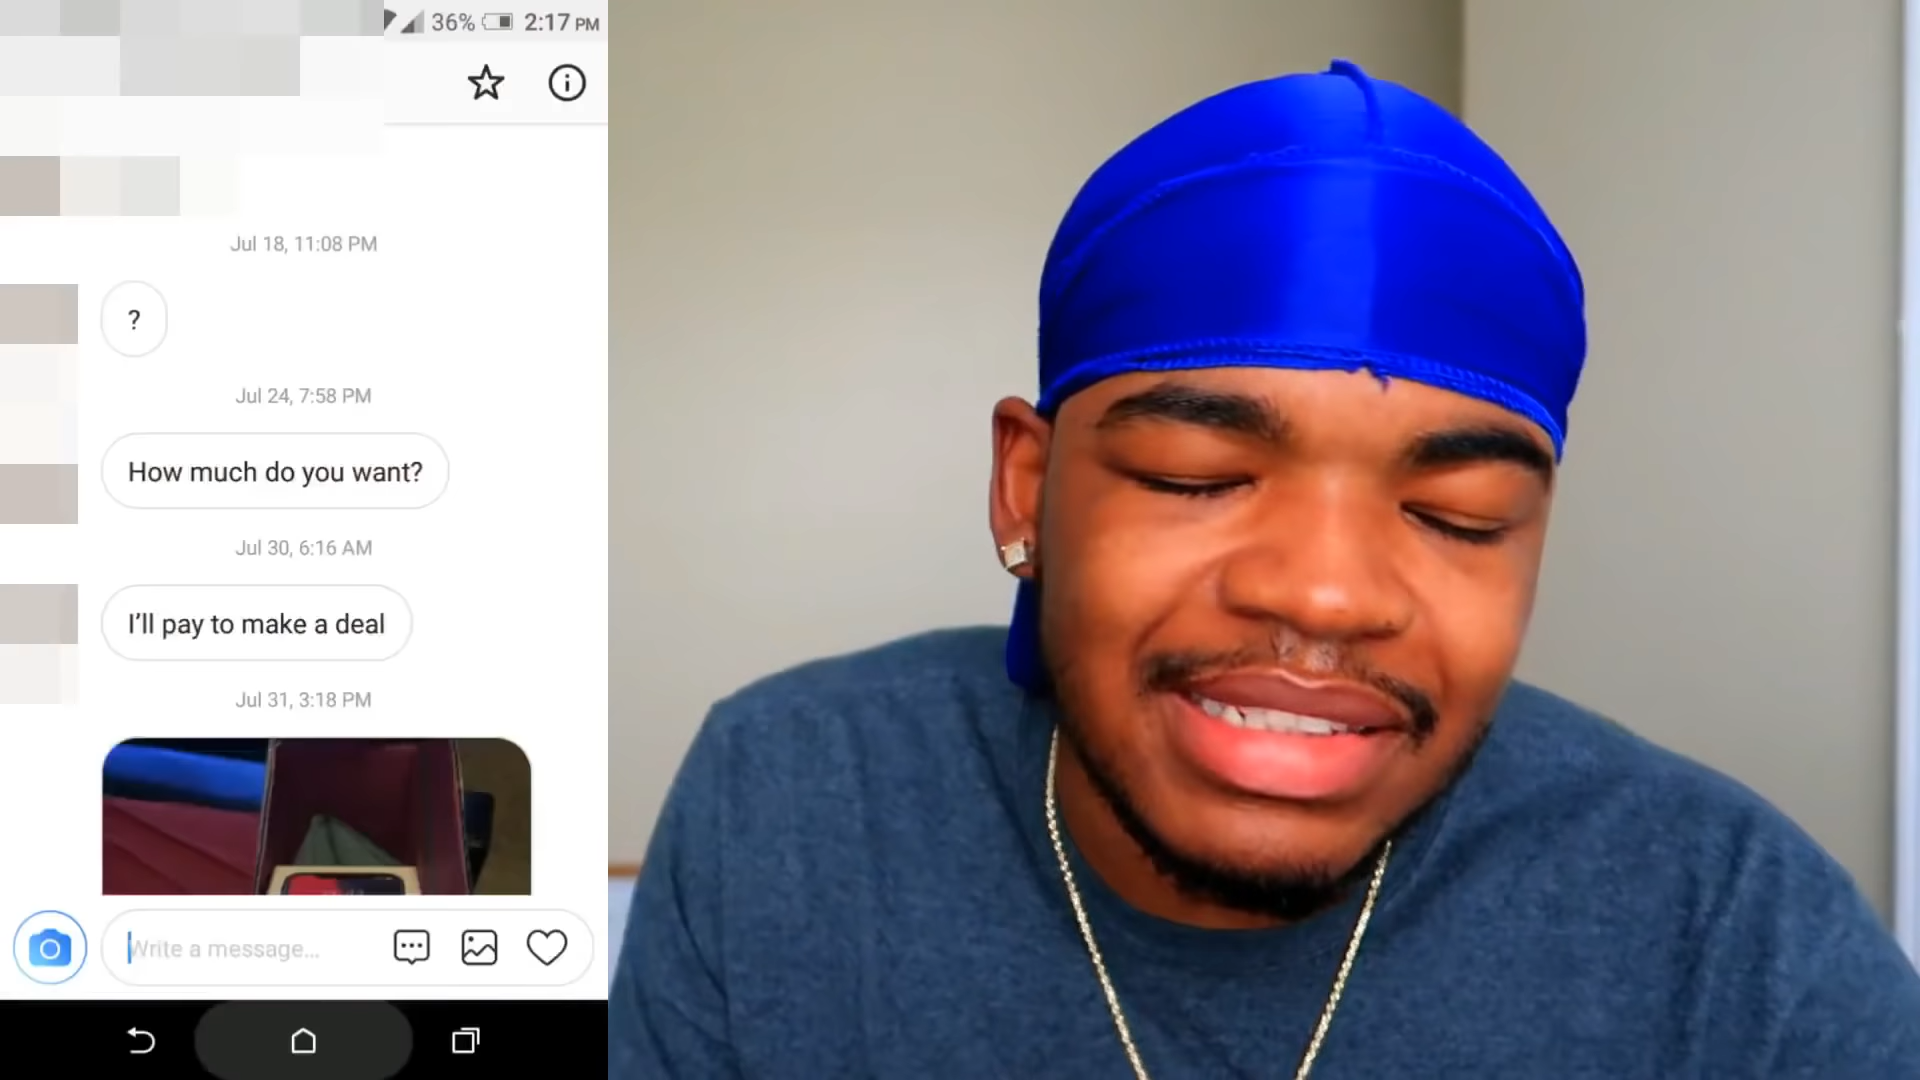 36% 2:17 PM
Jul 18, 11:08 PM
?
Jul 24, 7:58 PM
How much do you want?
Jul 30, 6:16 AM
I'll pay to make a deal
Jul 31, 3:18 PM
Write a message...